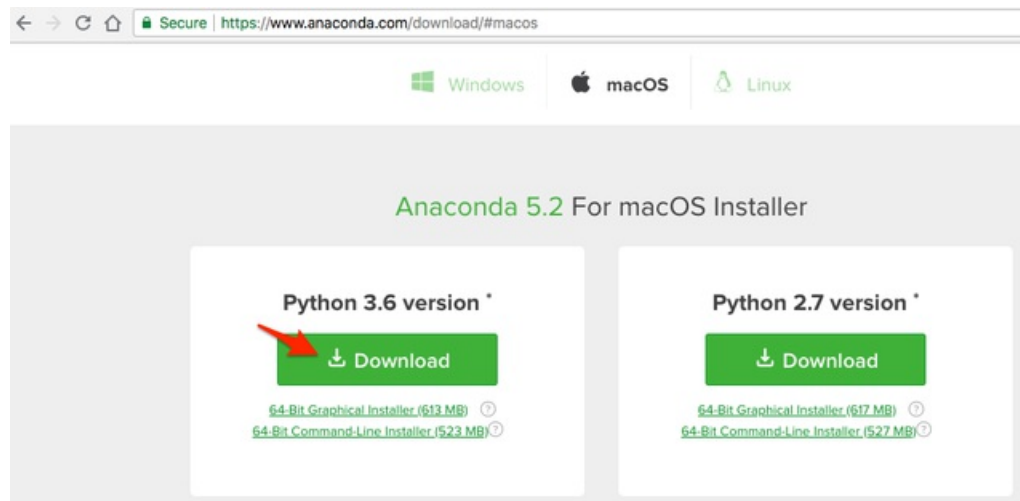 Secure | https://www.anaconda.com/download/#macos
Windows macOS Linux
Anaconda 5.2 For macOS Installer
Python 3.6 version *
Download
64-Bit Graphical Installer (613 MB) ?
64-Bit Command-Line Installer (523 MB) ?
Python 2.7 version *
Download
64-Bit Graphical Installer (617 MB) ?
64-Bit Command-Line Installer (527 MB) ?